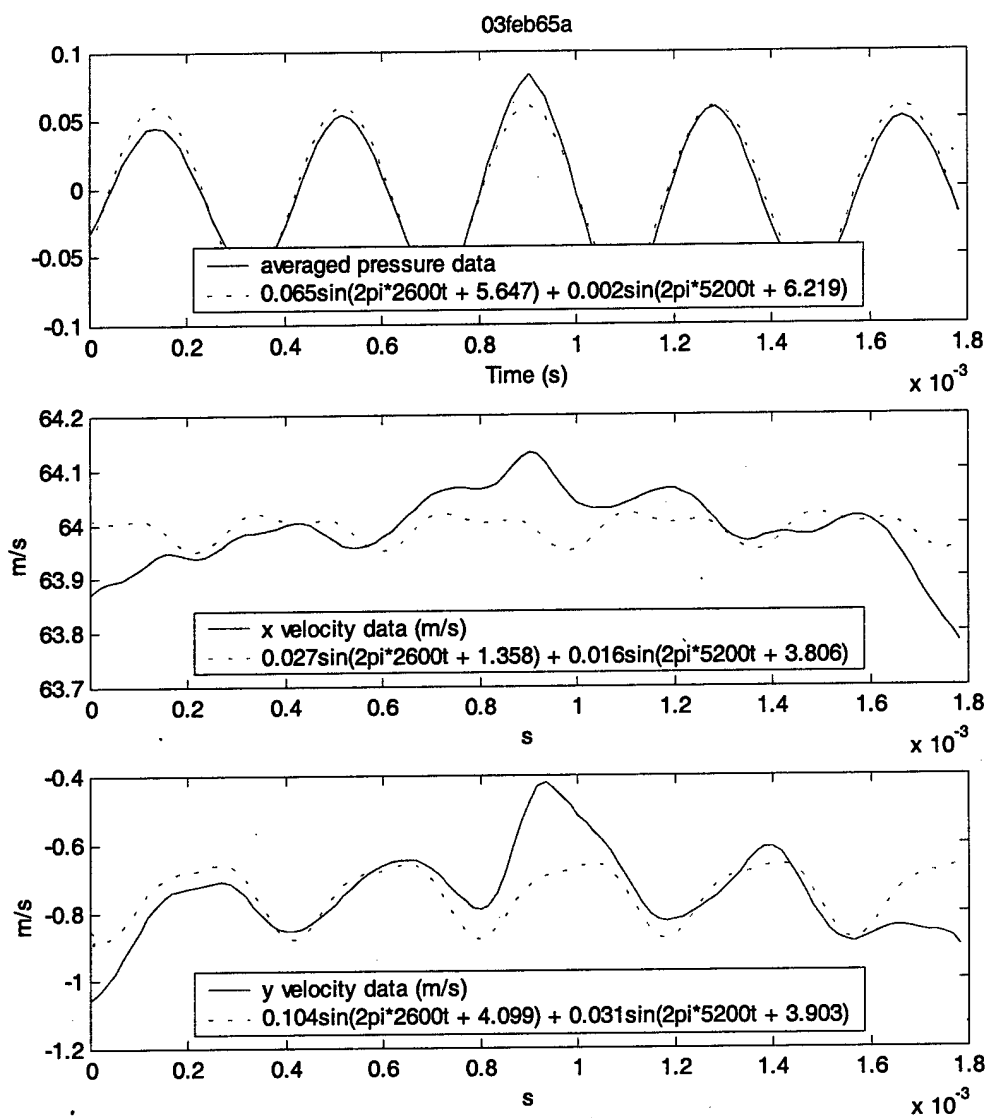 03feb65a
0.1
0.05
0
-0.05
-0.1
averaged pressure data
0.065sin(2pi*2600t + 5.647) + 0.002sin(2pi*5200t + 6.219)
0 0.2 0.4 0.6 0.8 1 1.2 1.4 1.6 1.8
Time (s)
x 10-3
64.2
64.1
64
63.9
63.8
63.7
m/s
x velocity data (m/s)
0.027sin(2pi*2600t + 1.358) + 0.016sin(2pi*5200t + 3.806)
0 0.2 0.4 0.6 0.8 1 1.2 1.4 1.6 1.8
s
x 10-3
-0.4
-0.6
-0.8
-1
-1.2
m/s
y velocity data (m/s)
0.104sin(2pi*2600t + 4.099) + 0.031sin(2pi*5200t + 3.903)
0 0.2 0.4 0.6 0.8 1 1.2 1.4 1.6 1.8
s
x 10-3